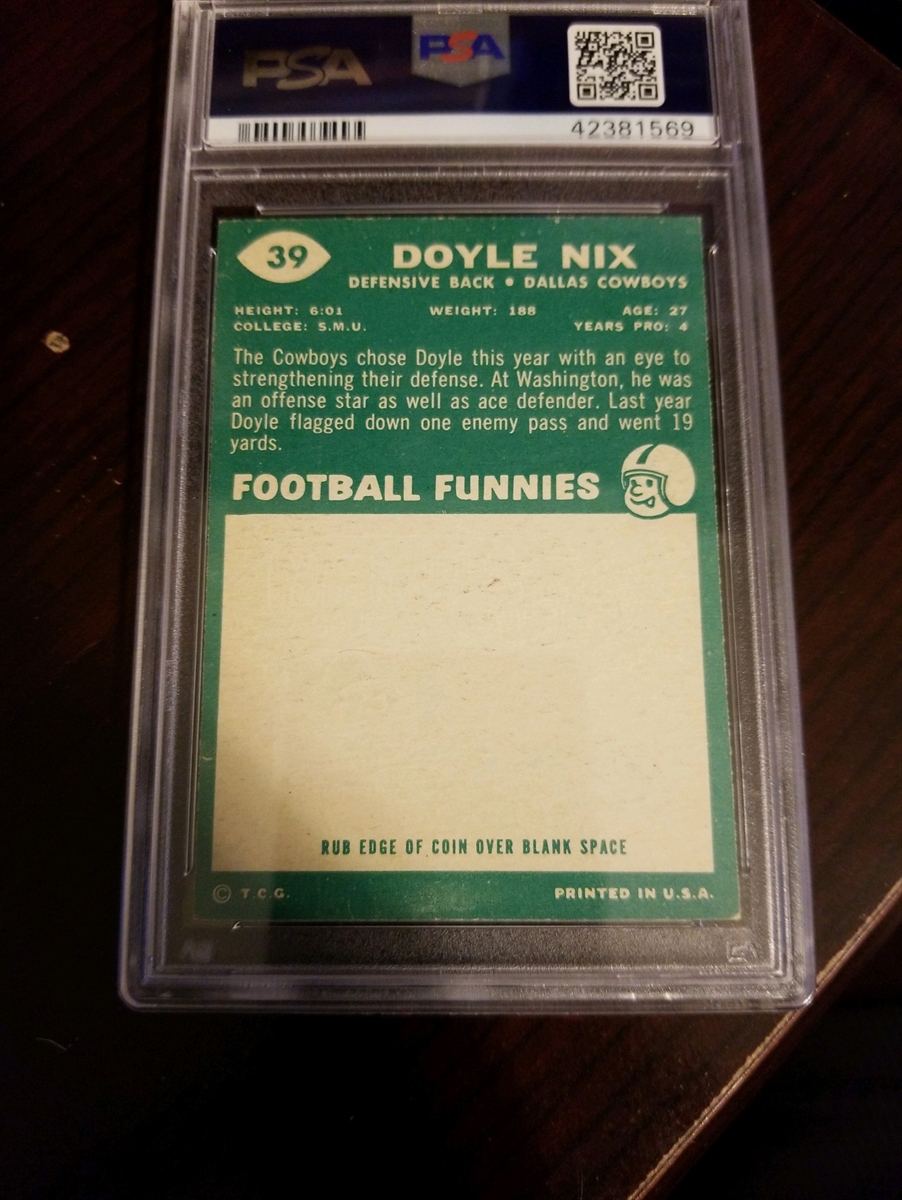 PSA PSA
42381569
39 DOYLE NIX
DEFENSIVE BACK • DALLAS COWBOYS
HEIGHT: 6:01 WEIGHT: 188 AGE: 27
COLLEGE: S.M.U. YEARS PRO: 4
The Cowboys chose Doyle this year with an eye to
strengthening their defense. At Washington, he was
an offense star as well as ace defender. Last year
Doyle flagged down one enemy pass and went 19
yards.
FOOTBALL FUNNIES
RUB EDGE OF COIN OVER BLANK SPACE
© T.C.G. PRINTED IN U.S.A.